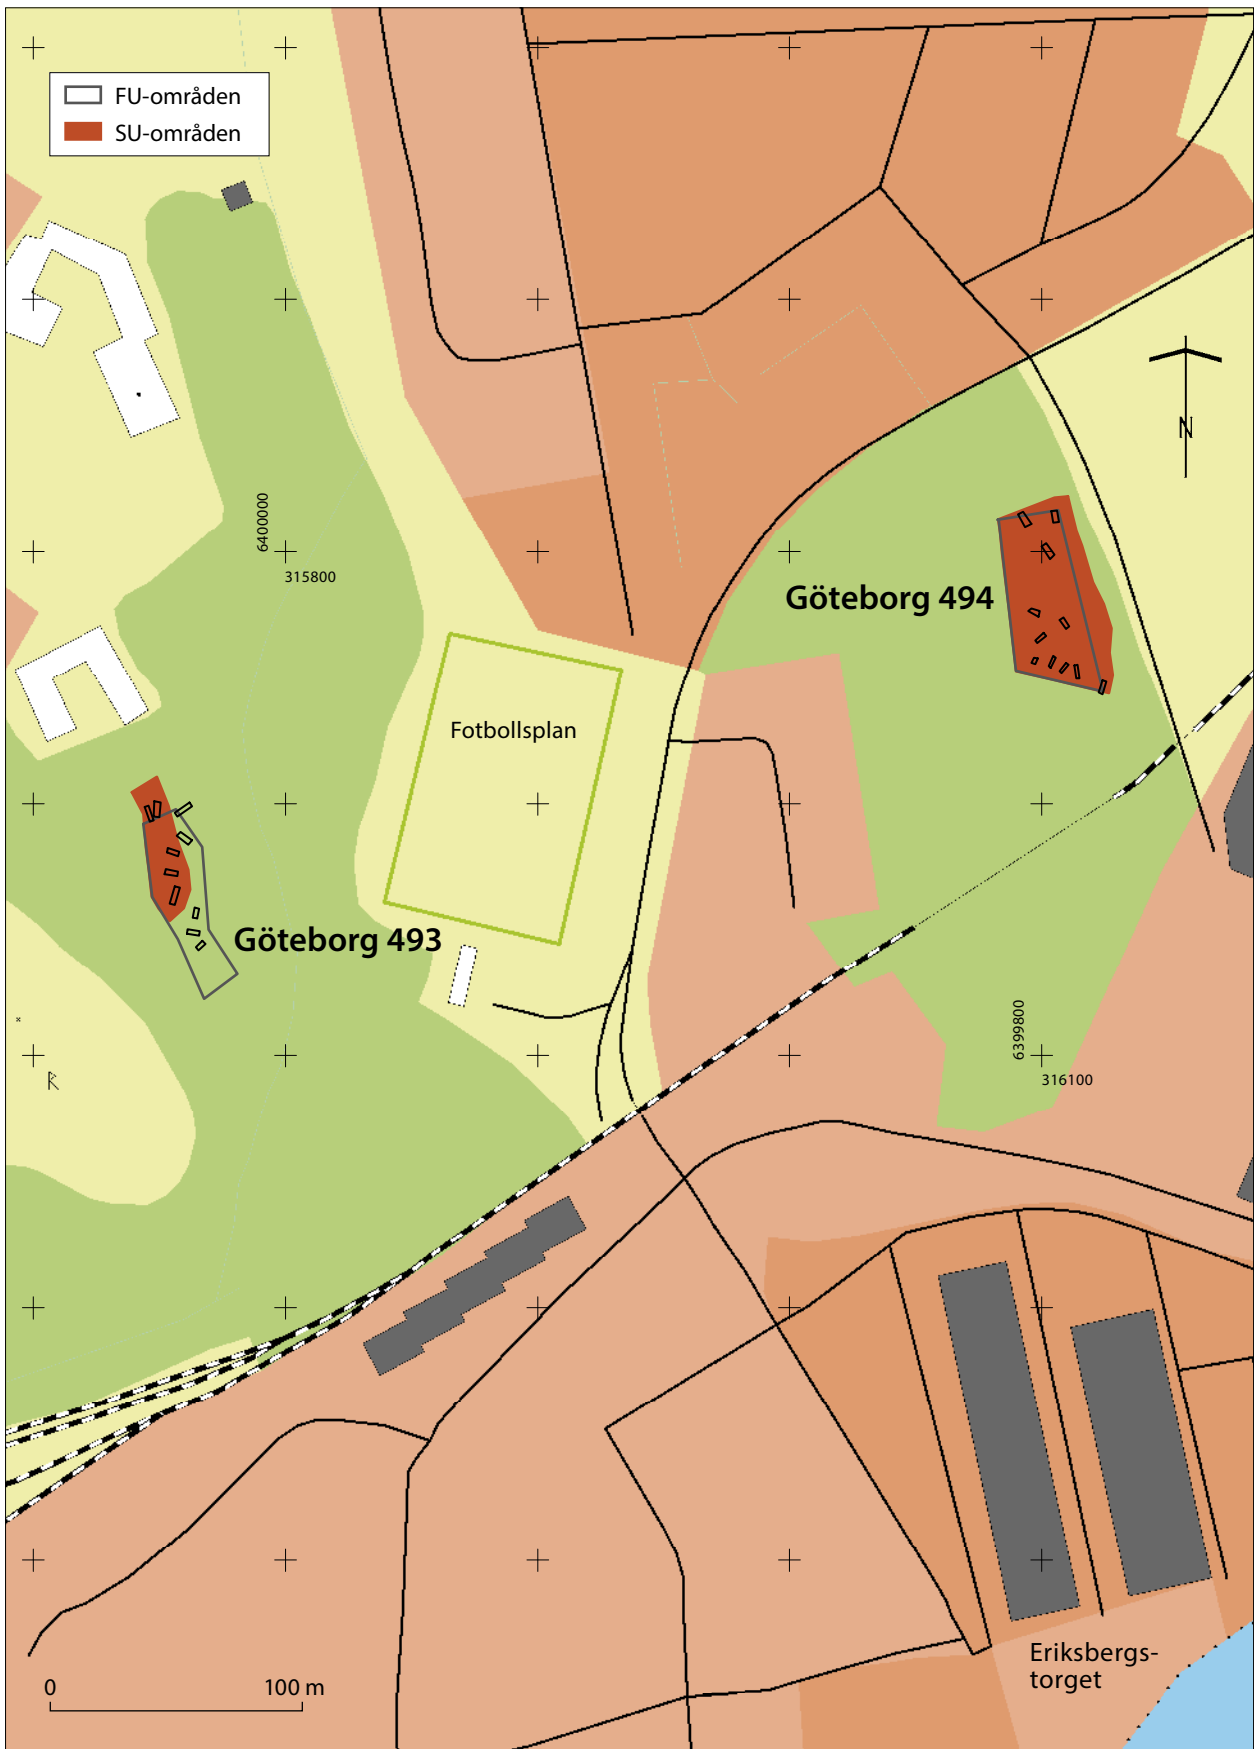 FU-områden
SU-områden
N
6400000
315800
Göteborg 494
Fotbollsplan
Göteborg 493
6399800
316100
R
Eriksbergs-
torget
0 100 m